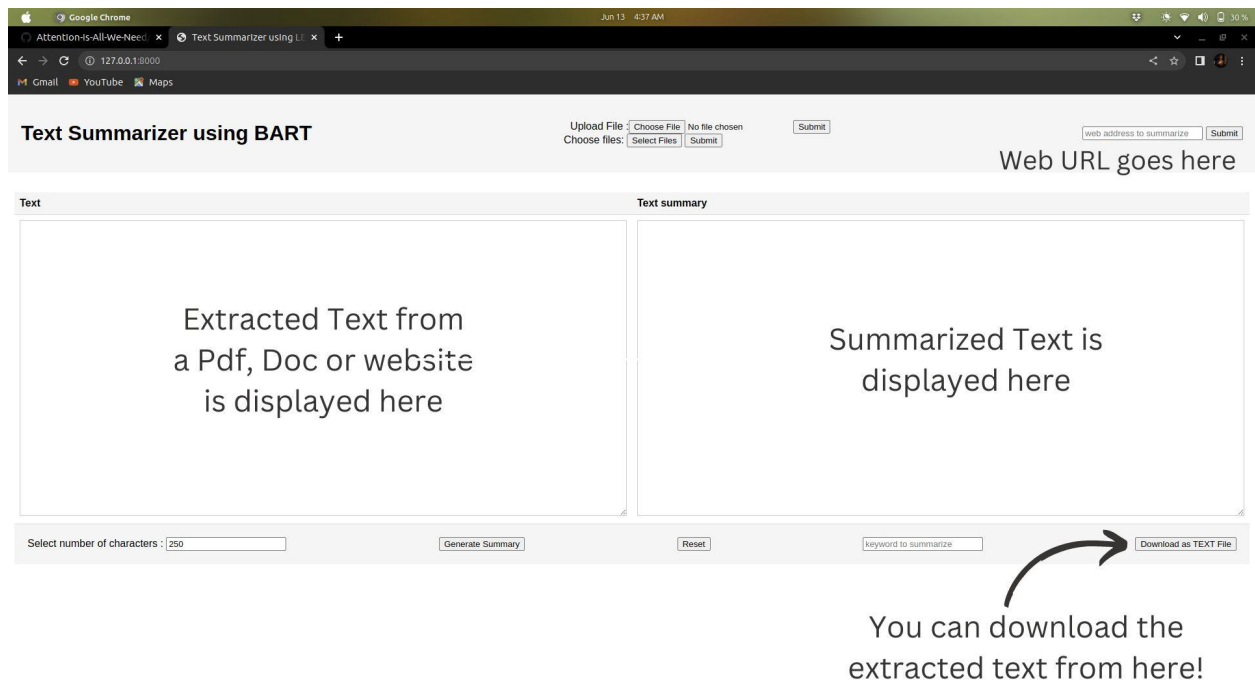 Google Chrome Jun 13 4:37 AM 30 %
Attention-Is-All-We-Need Text Summarizer using LE
127.0.0.1:8000
Gmail YouTube Maps
Text Summarizer using BART
Upload File : Choose File No file chosen Submit
Choose files: Select Files Submit
web address to summarize Submit
Web URL goes here
Text Text summary
Extracted Text from
a Pdf, Doc or website
is displayed here
Summarized Text is
displayed here
Select number of characters : 250 Generate Summary Reset keyword to summarize Download as TEXT File
You can download the
extracted text from here!